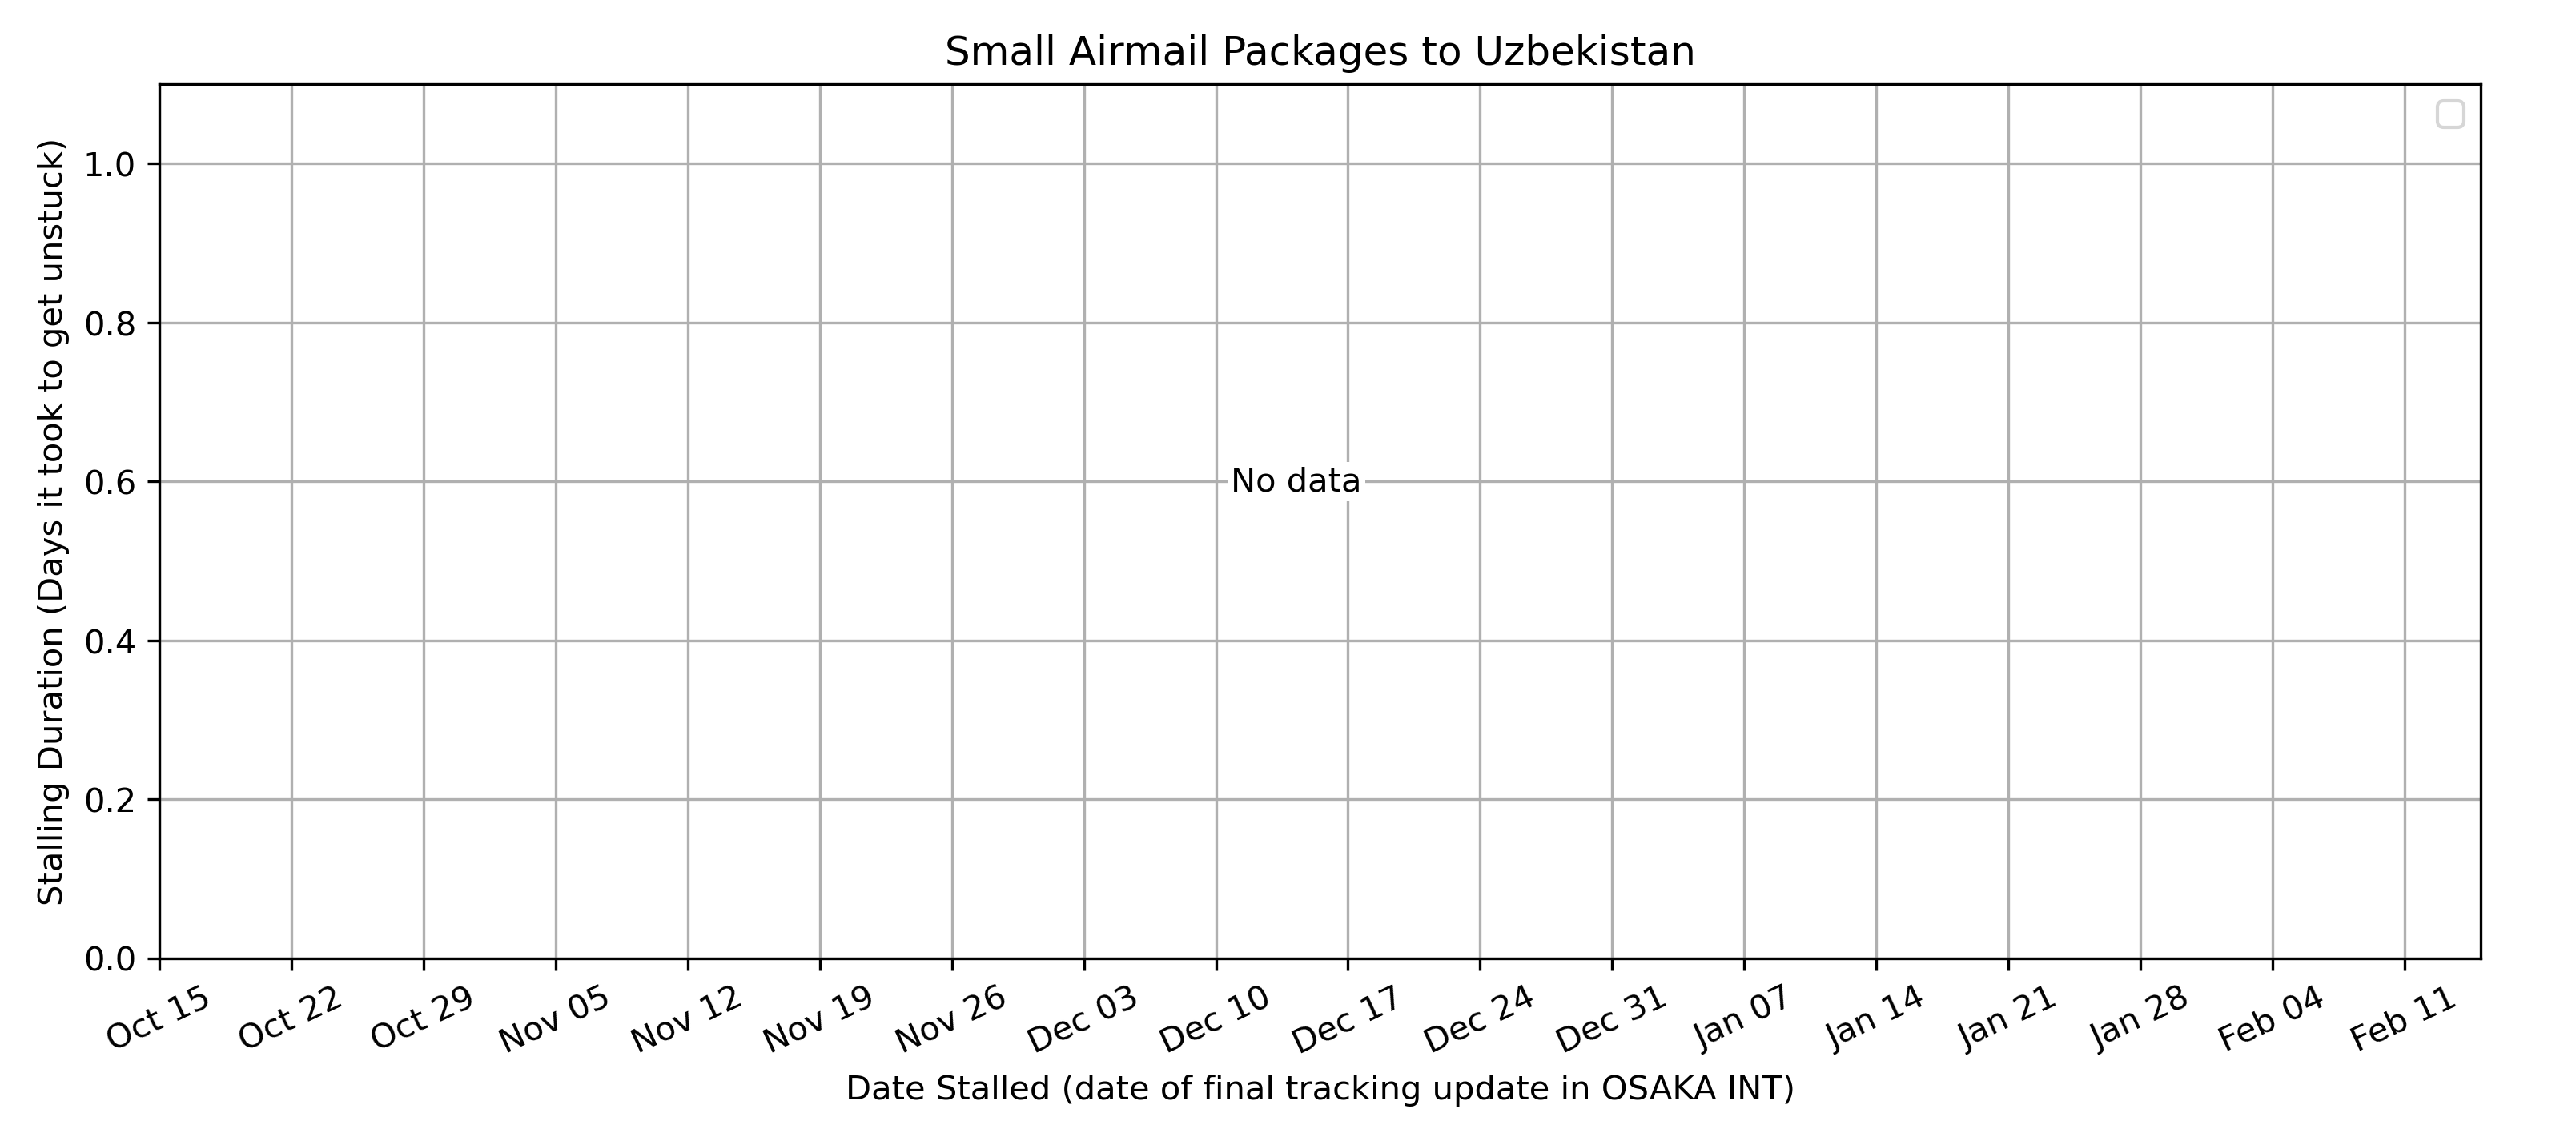 Small Airmail Packages to Uzbekistan
Stalling Duration (Days it took to get unstuck)
1.0
0.8
0.6
0.4
0.2
0.0
No data
Oct 15
Oct 22
Oct 29
Nov 05
Nov 12
Nov 19
Nov 26
Dec 03
Dec 10
Dec 17
Dec 24
Dec 31
Jan 07
Jan 14
Jan 21
Jan 28
Feb 04
Feb 11
Date Stalled (date of final tracking update in OSAKA INT)